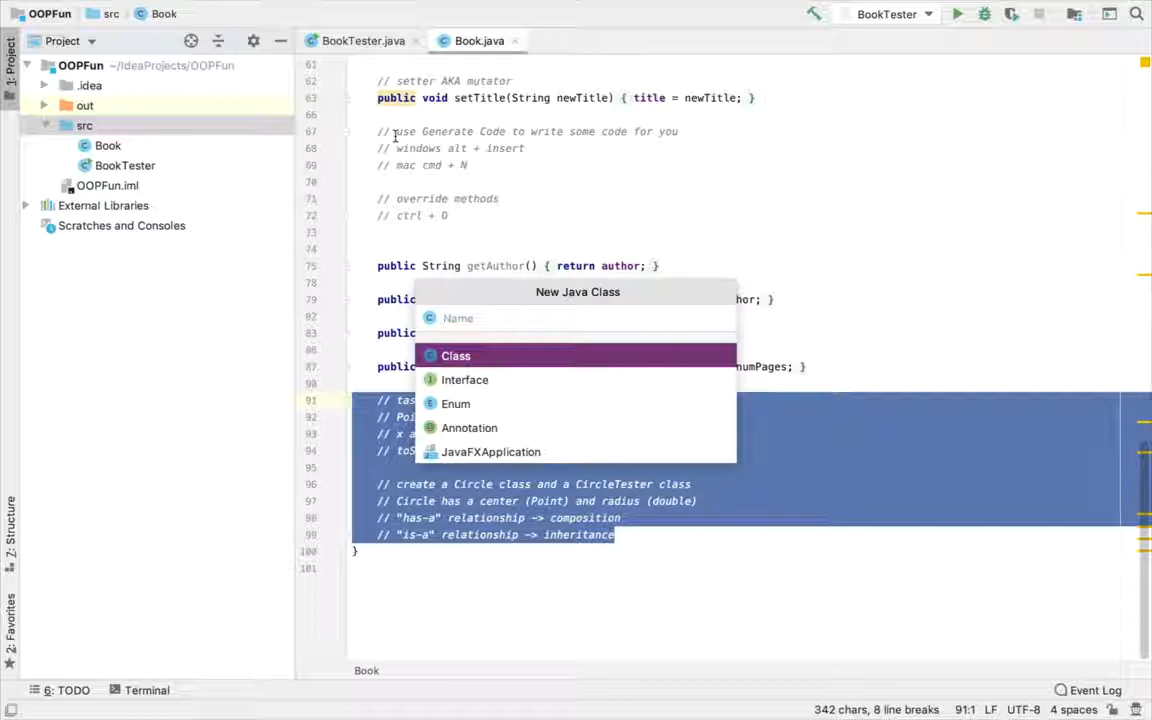 OOPFun src Book BookTester
Project BookTester.java Book.java
1: Project
OOPFun ~/IdeaProjects/OOPFun
.idea
out
src
Book
BookTester
OOPFun.iml
External Libraries
Scratches and Consoles
Z: Structure
2: Favorites
61
62 // setter AKA mutator
63 public void setTitle(String newTitle) { title = newTitle; }
66
67 // use Generate Code to write some code for you
68 // windows alt + insert
69 // mac cmd + N
70
71 // override methods
72 // ctrl + O
73
74
75 public String getAuthor() { return author; }
78
79 public hor; }
82
83 public
86
87 public numPages; }
90
91 // tas
92 // Poi
93 // x a
94 // toS
95
96 // create a Circle class and a CircleTester class
97 // Circle has a center (Point) and radius (double)
98 // "has-a" relationship -> composition
99 // "is-a" relationship -> inheritance
100 }
101
New Java Class
Name
Class
Interface
Enum
Annotation
JavaFXApplication
Book
6: TODO Terminal Event Log
342 chars, 8 line breaks 91:1 LF UTF-8 4 spaces